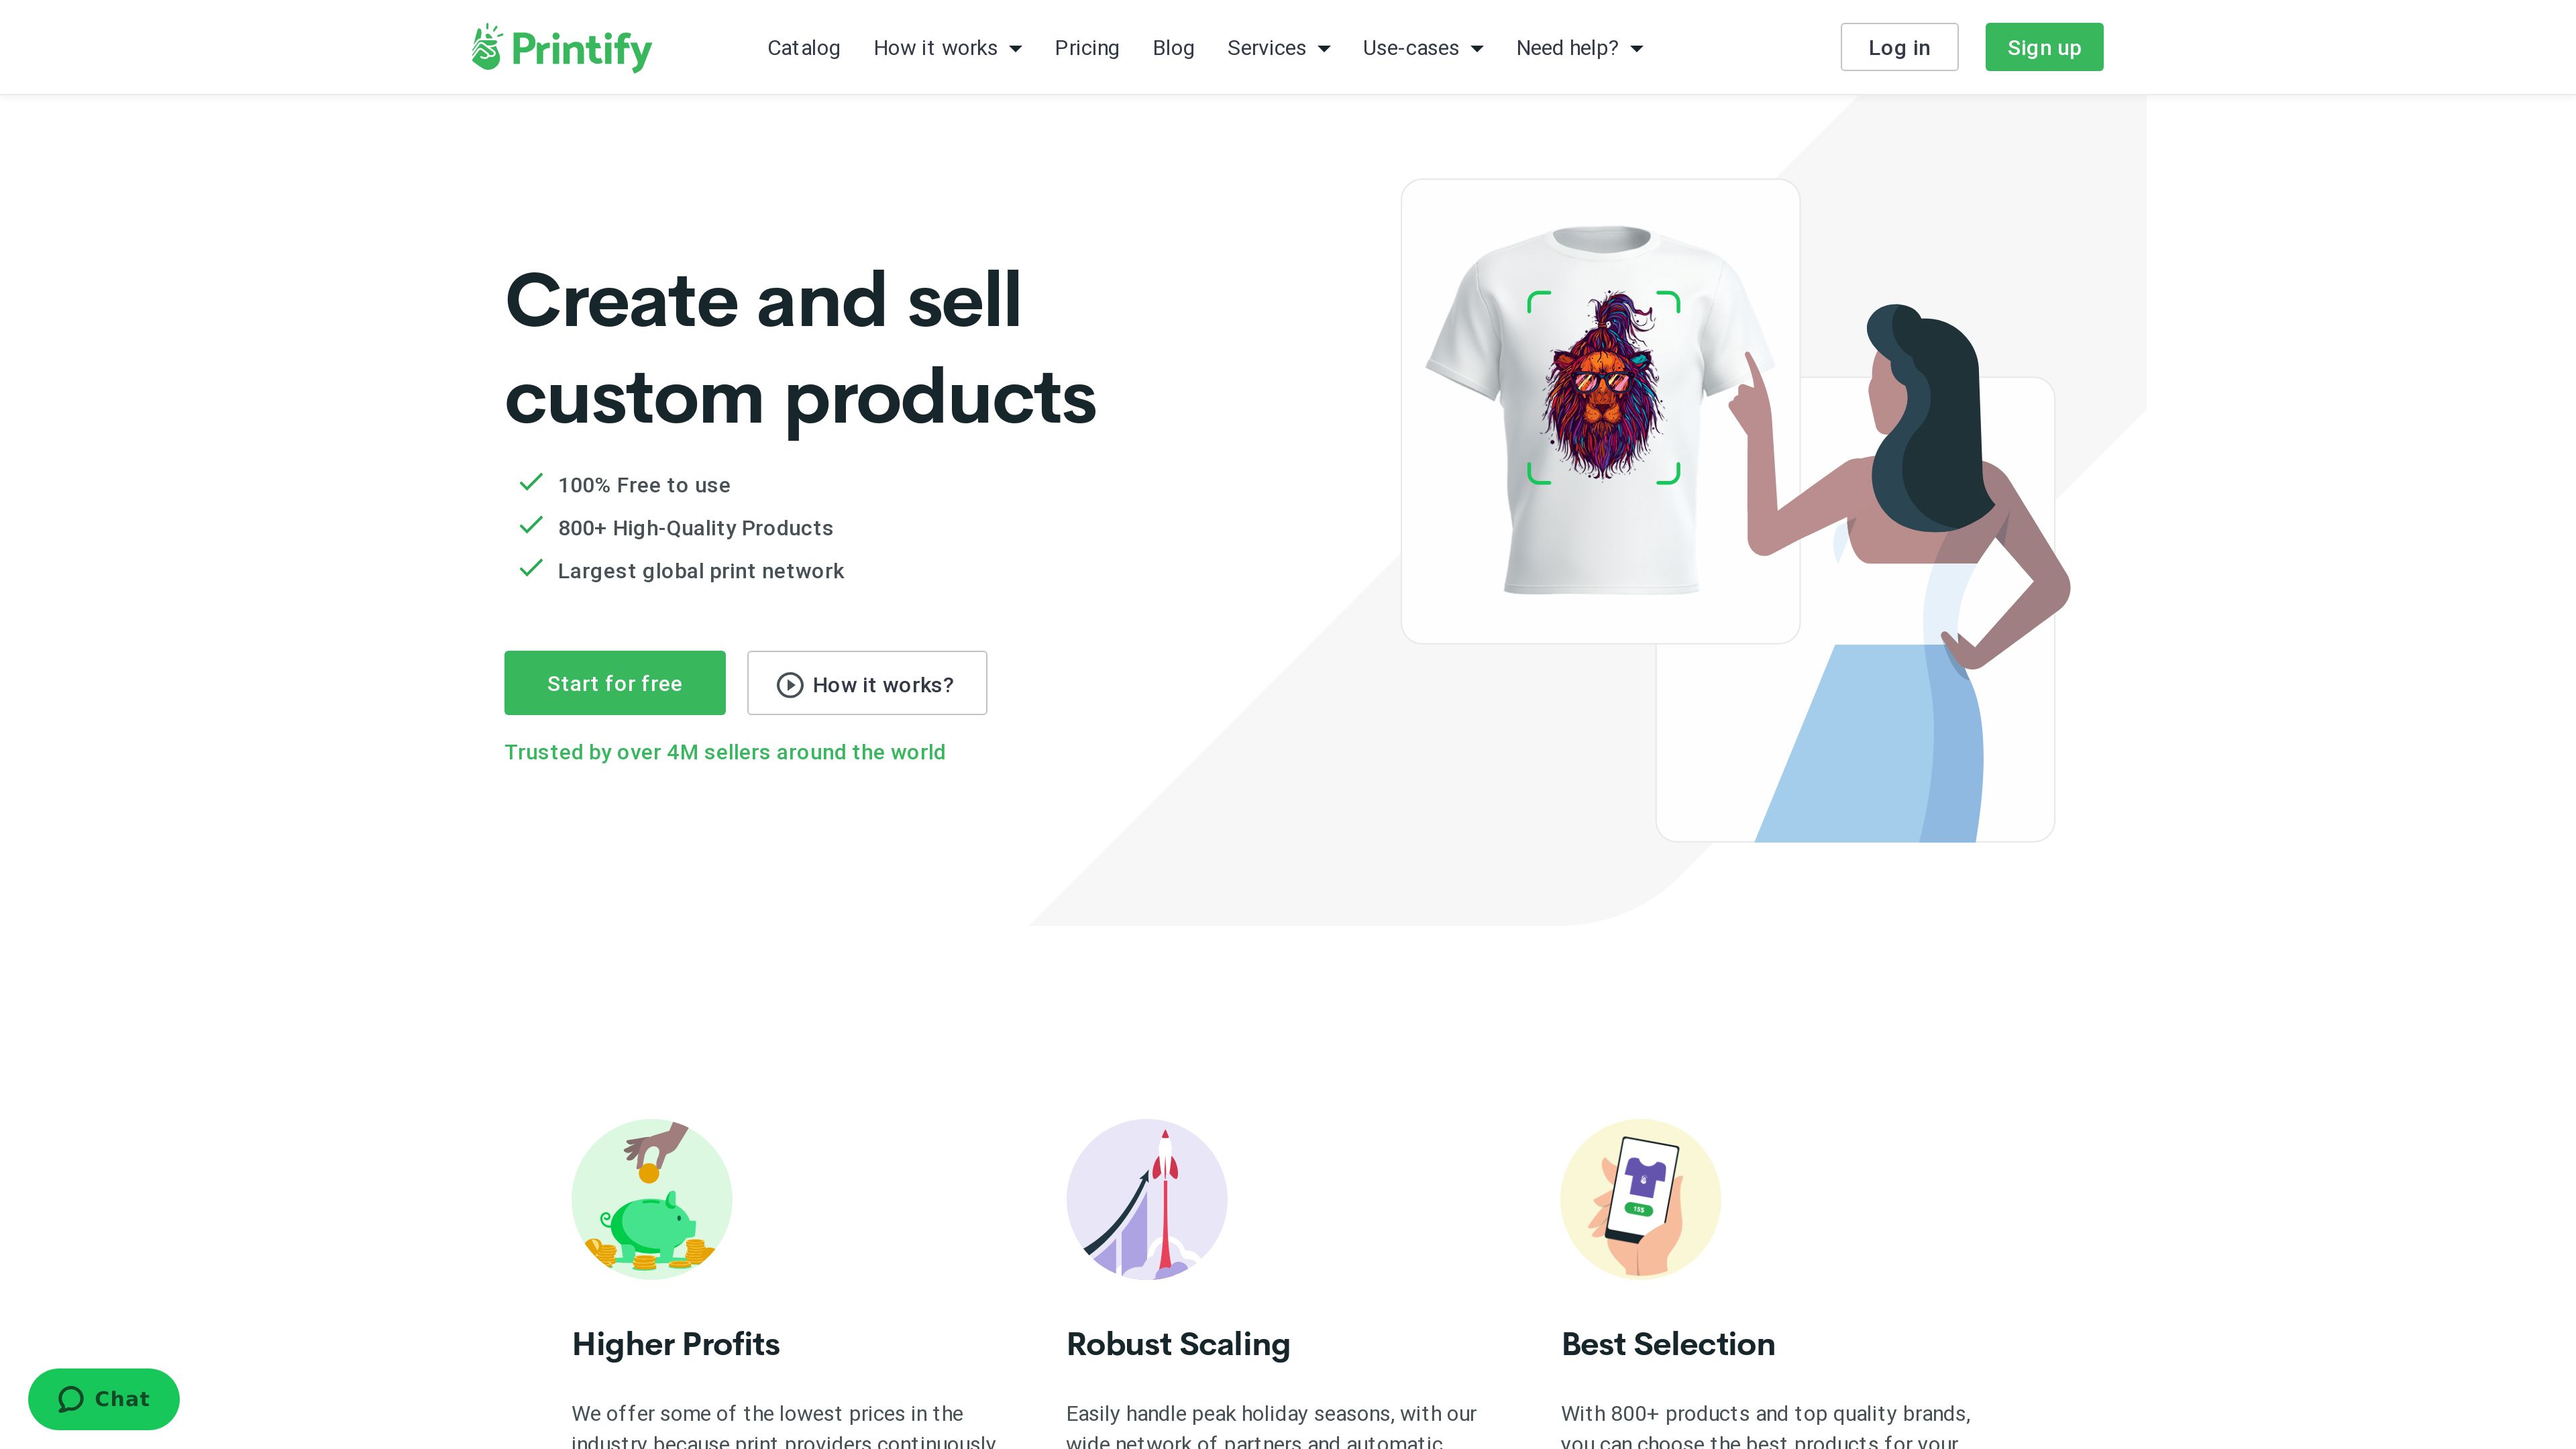 Printify
Catalog
How it works
Pricing
Blog
Services
Use-cases
Need help?
Log in
Sign up
Create and sell
custom products
100% Free to use
800+ High-Quality Products
Largest global print network
Start for free
How it works?
Trusted by over 4M sellers around the world
15$
Higher Profits
Robust Scaling
Best Selection
We offer some of the lowest prices in the
industry because print providers continuously
Easily handle peak holiday seasons, with our
wide network of partners and automatic
With 800+ products and top quality brands,
you can choose the best products for your
Chat